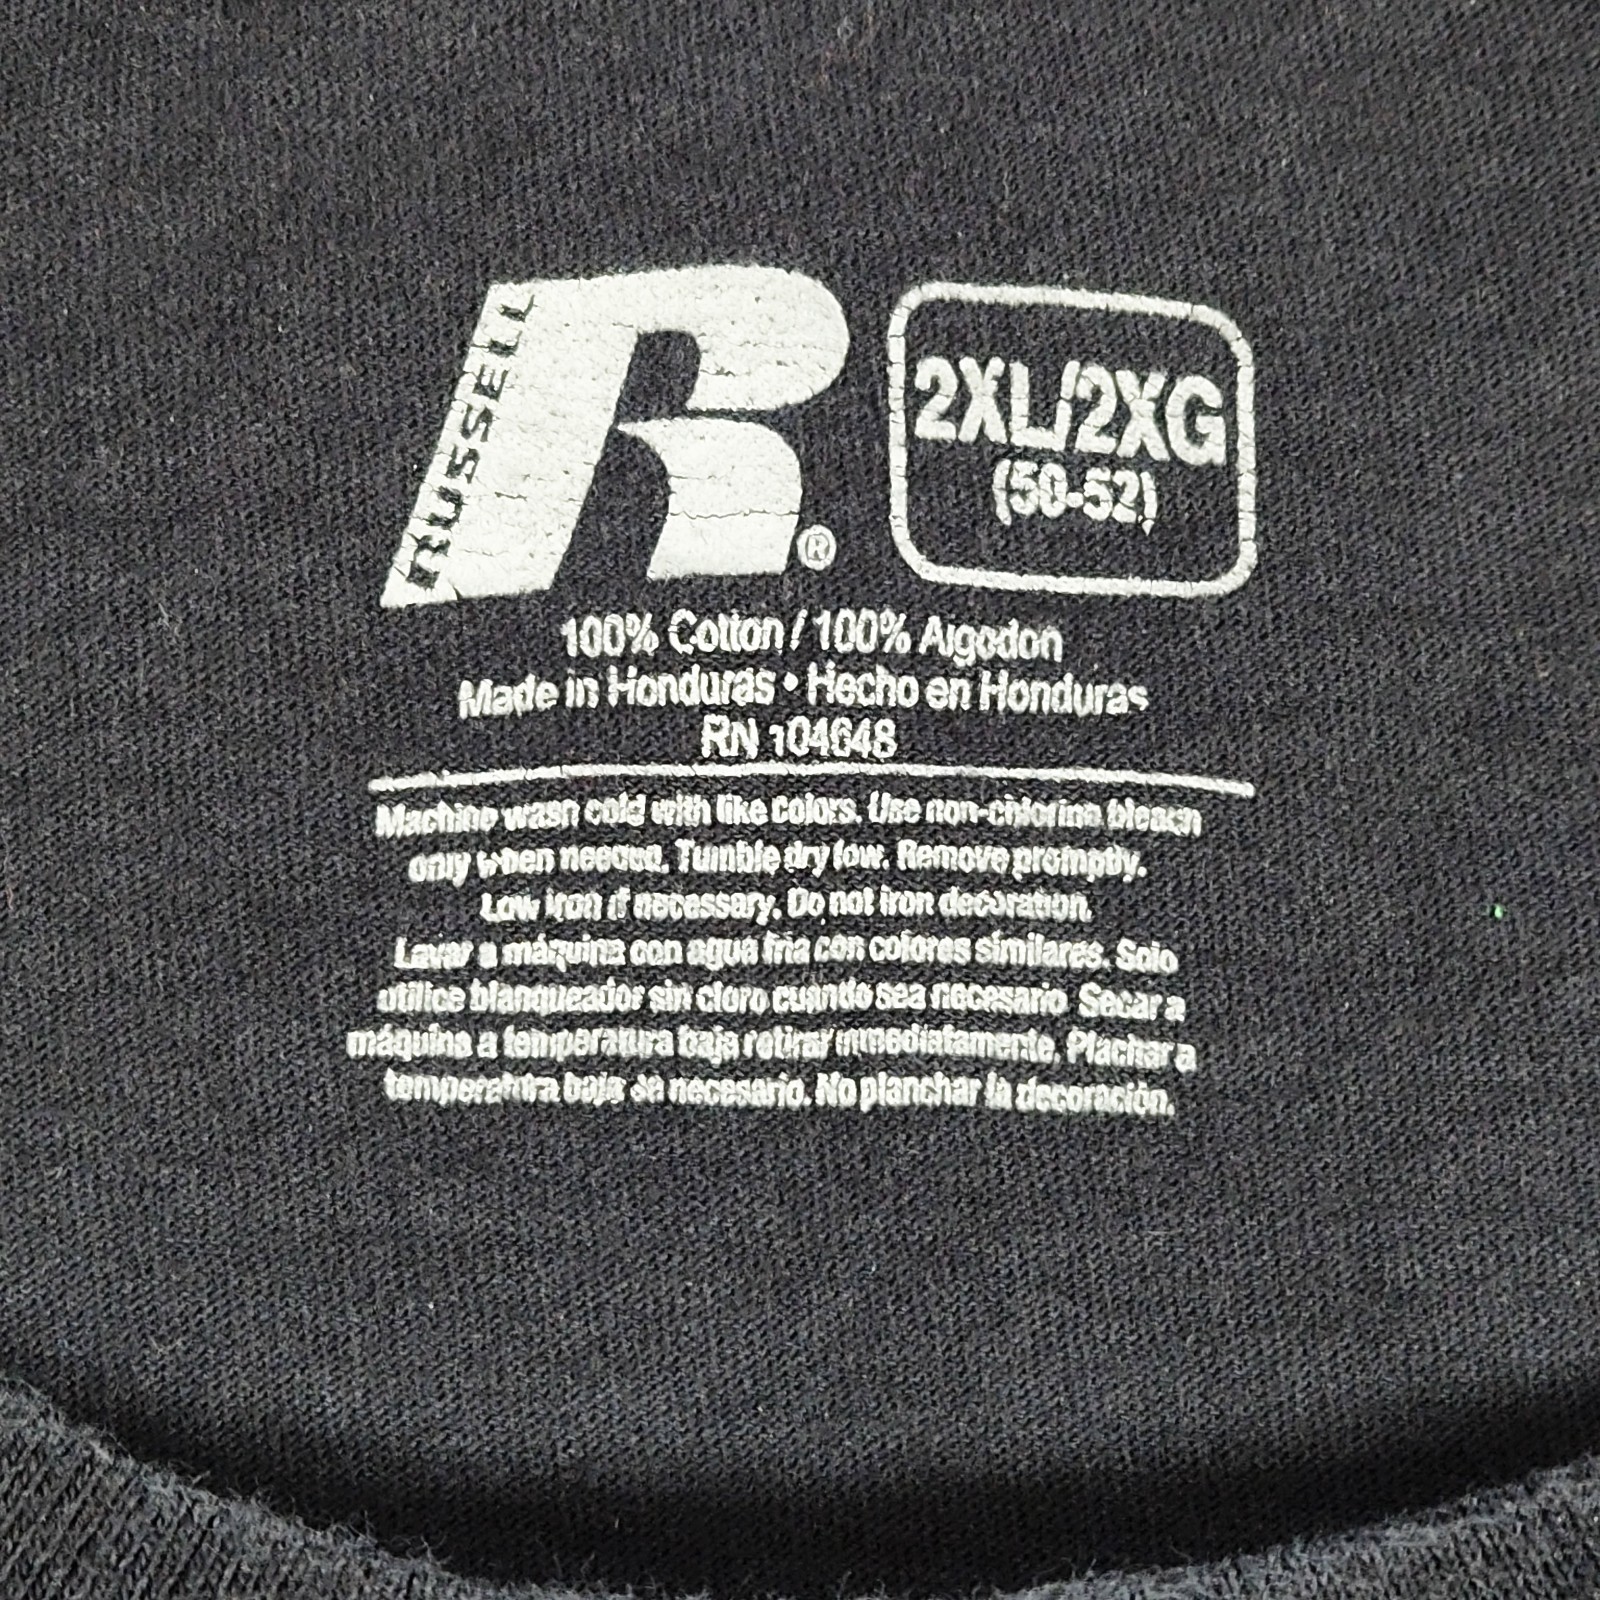 RUSSELL
R®
2XL/2XG
(50-52)
100% Cotton / 100% Algodon
Made in Honduras • Hecho en Honduras
RN 104648
Machine wash cold with like colors. Use non-chlorine bleach
only when needed. Tumble dry low. Remove promptly.
Low iron if necessary. Do not iron decoration.
Lavar a máquina con agua fria con colores similares. Solo
utilice blanqueador sin cloro cuando sea necesario Secar a
máquina a temperatura baja retirar inmediatamente. Planchar a
temperatura baja se necesario. No planchar la decoración.